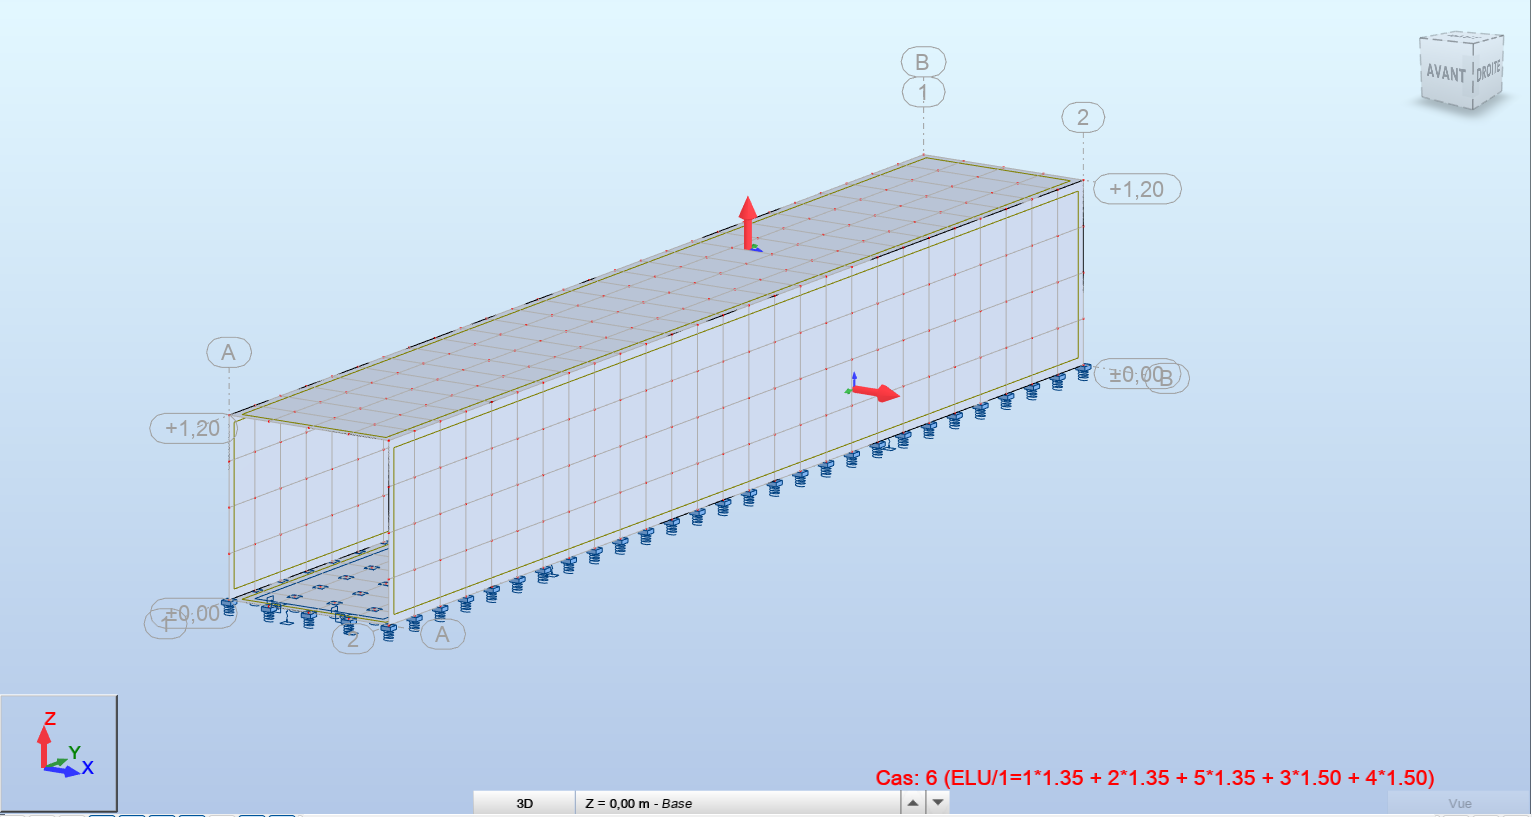 B
1
2
AVANT
DROITE
+1,20
A
+1,20
±0,00
B
±0,00
1
2
A
Z
Y
X
Cas: 6 (ELU/1=1*1.35 + 2*1.35 + 5*1.35 + 3*1.50 + 4*1.50)
3D
Z = 0,00 m - Base
Vue